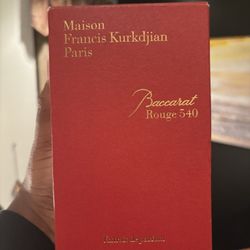 Maison
Francis Kurkdjian
Paris
Baccarat
Rouge 540